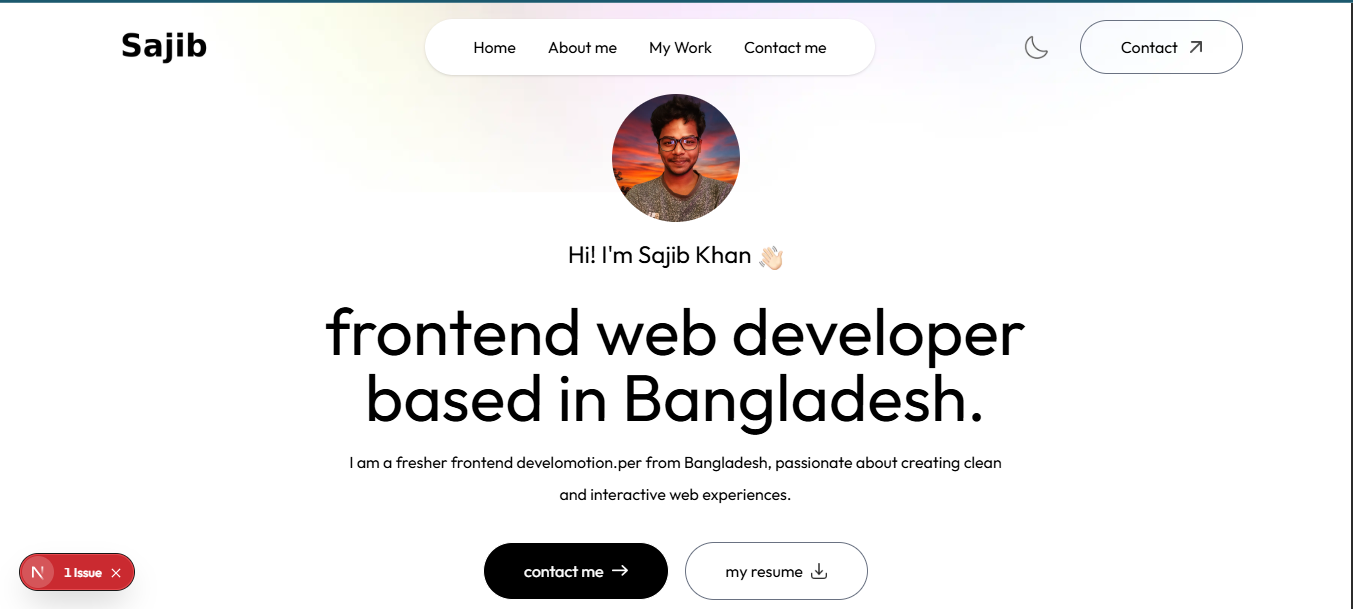 Sajib
Home About me My Work Contact me
Contact
Hi! I'm Sajib Khan 👋🏻
frontend web developer
based in Bangladesh.
I am a fresher frontend develomotion.per from Bangladesh, passionate about creating clean
and interactive web experiences.
contact me →
my resume
N 1 Issue ×